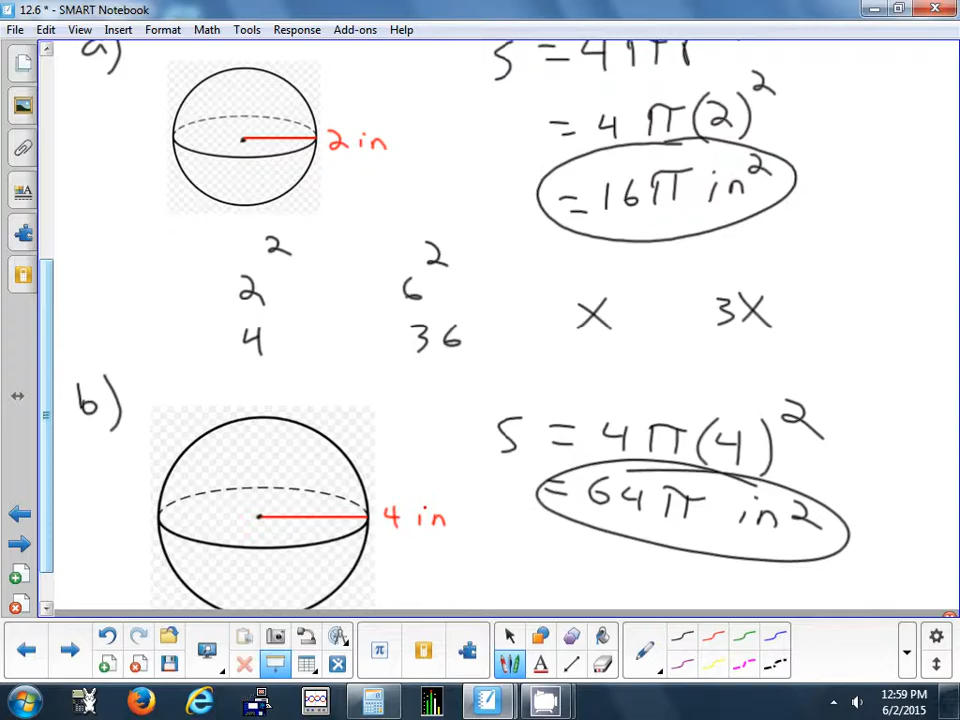 12.6 * - SMART Notebook
File Edit View Insert Format Math Tools Response Add-ons Help
a)
S = 4πr
2 in
= 4π(2)²
= 16π in²
2² 6²
4 36
X 3X
b)
S = 4π(4)²
= 64π in²
4 in
12:59 PM
6/2/2015